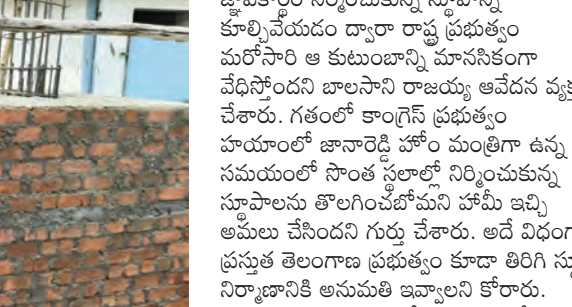 జ్ఞాపకార్థం నిర్మించుకున్న స్థూపాన్ని
కూల్చివేయడం ద్వారా రాష్ట్ర ప్రభుత్వం
మరోసారి ఆ కుటుంబాన్ని మానసికంగా
వేధిస్తోందని బాలసాని రాజయ్య ఆవేదన
చేశారు. గతంలో కాంగ్రెస్ ప్రభుత్వం
హయాంలో జానారెడ్డి హోం మంత్రిగా ఉన్న
సమయంలో సొంత స్థలాల్లో నిర్మించుకున్న
స్థూపాలను తొలగించబోమని హామీ ఇచ్చి
అమలు చేసిందని గుర్తు చేశారు. అదే
ప్రస్తుత తెలంగాణ ప్రభుత్వం కూడా తిరిగి
నిర్మాణానికి అనుమతి ఇవ్వాలని కోరారు.